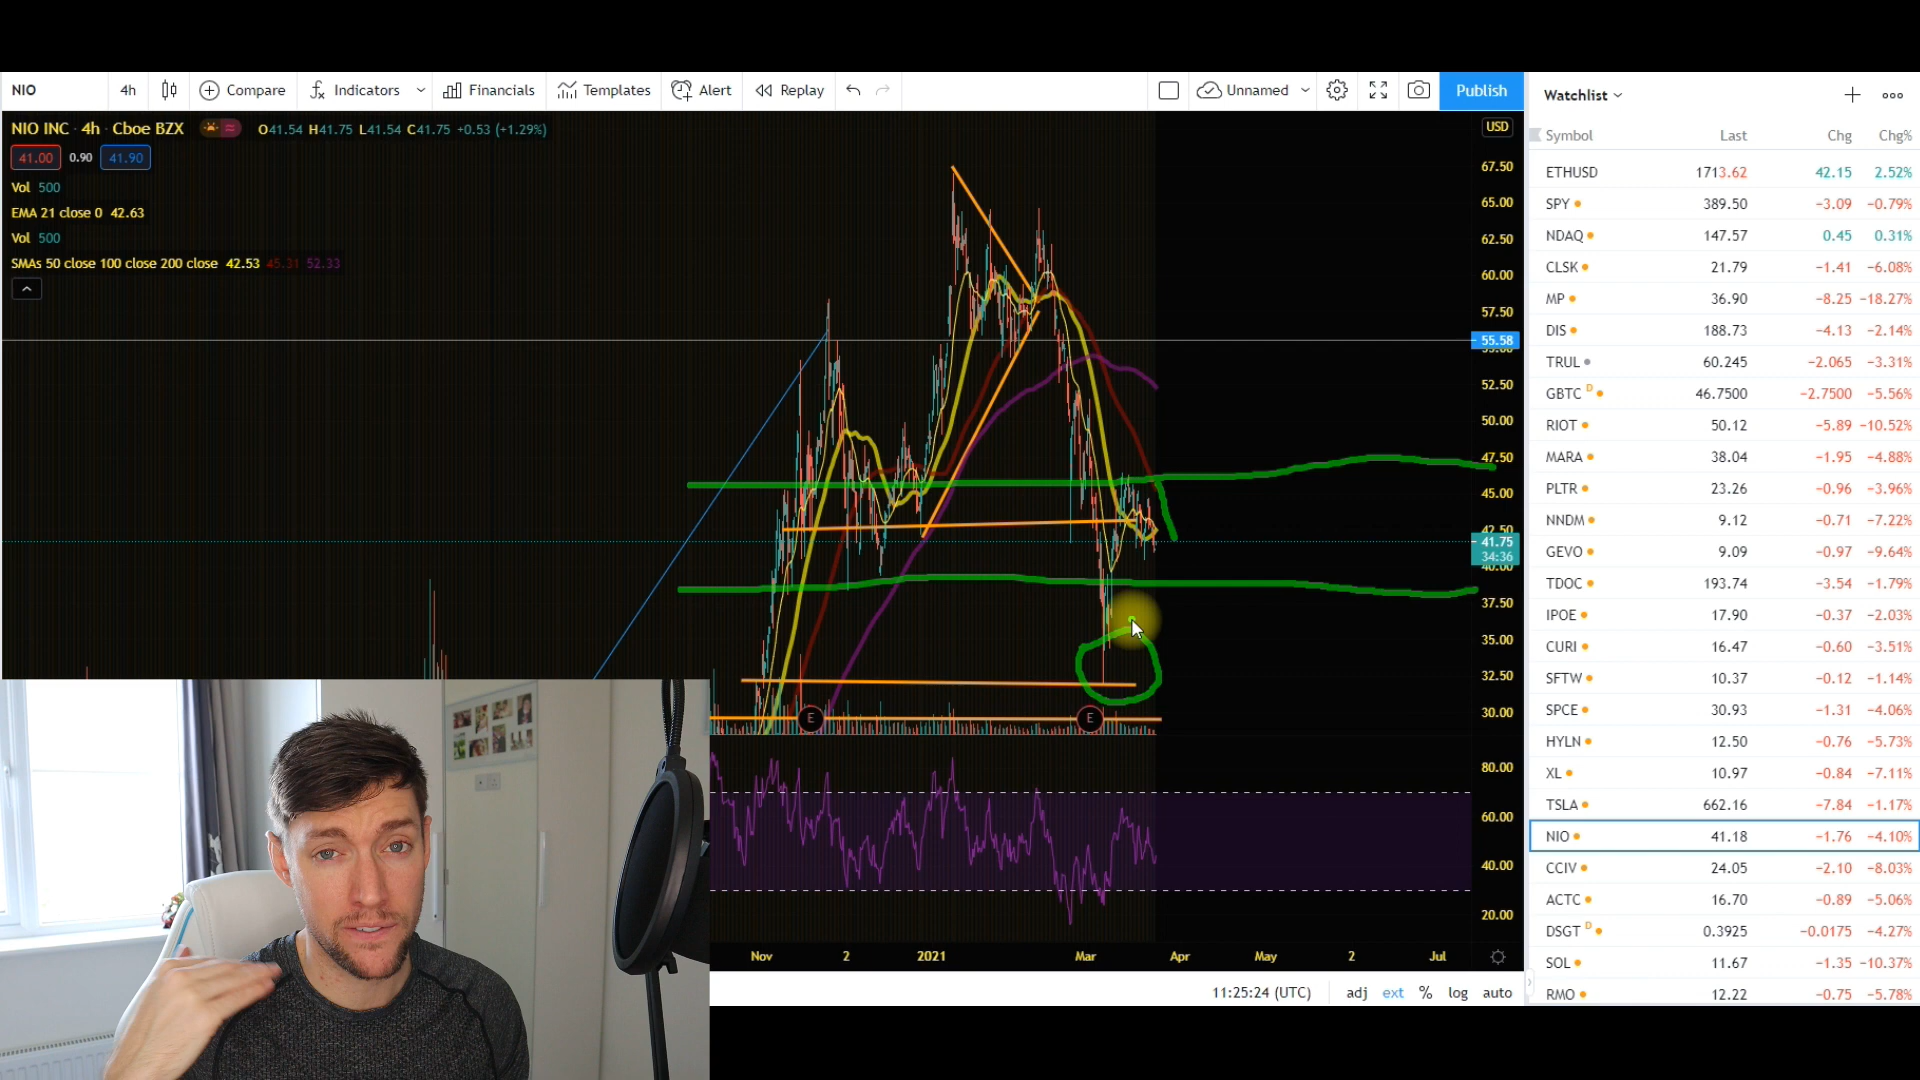 NIO 4h Compare Indicators Financials Templates Alert Replay Unnamed Publish
NIO INC · 4h · Cboe BZX O41.54 H41.75 L41.54 C41.75 +0.53 (+1.29%)
41.00 0.90 41.90
Vol 500
EMA 21 close 0 42.63
Vol 500
SMAs 50 close 100 close 200 close 42.53 45.31 52.33
USD
67.50
65.00
62.50
60.00
57.50
55.58
55.00
52.50
50.00
47.50
45.00
42.50
41.75
34:36
40.00
37.50
35.00
32.50
30.00
E E
80.00
60.00
40.00
20.00
Nov 2 2021 Mar Apr May 2 Jul
11:25:24 (UTC) adj ext % log auto
Watchlist
Symbol Last Chg Chg%
ETHUSD 1713.62 42.15 2.52%
SPY 389.50 −3.09 −0.79%
NDAQ 147.57 0.45 0.31%
CLSK 21.79 −1.41 −6.08%
MP 36.90 −8.25 −18.27%
DIS 188.73 −4.13 −2.14%
TRUL 60.245 −2.065 −3.31%
GBTC D 46.7500 −2.7500 −5.56%
RIOT 50.12 −5.89 −10.52%
MARA 38.04 −1.95 −4.88%
PLTR 23.26 −0.96 −3.96%
NNDM 9.12 −0.71 −7.22%
GEVO 9.09 −0.97 −9.64%
TDOC 193.74 −3.54 −1.79%
IPOE 17.90 −0.37 −2.03%
CURI 16.47 −0.60 −3.51%
SFTW 10.37 −0.12 −1.14%
SPCE 30.93 −1.31 −4.06%
HYLN 12.50 −0.76 −5.73%
XL 10.97 −0.84 −7.11%
TSLA 662.16 −7.84 −1.17%
NIO 41.18 −1.76 −4.10%
CCIV 24.05 −2.10 −8.03%
ACTC 16.70 −0.89 −5.06%
DSGT D 0.3925 −0.0175 −4.27%
SOL 11.67 −1.35 −10.37%
RMO 12.22 −0.75 −5.78%